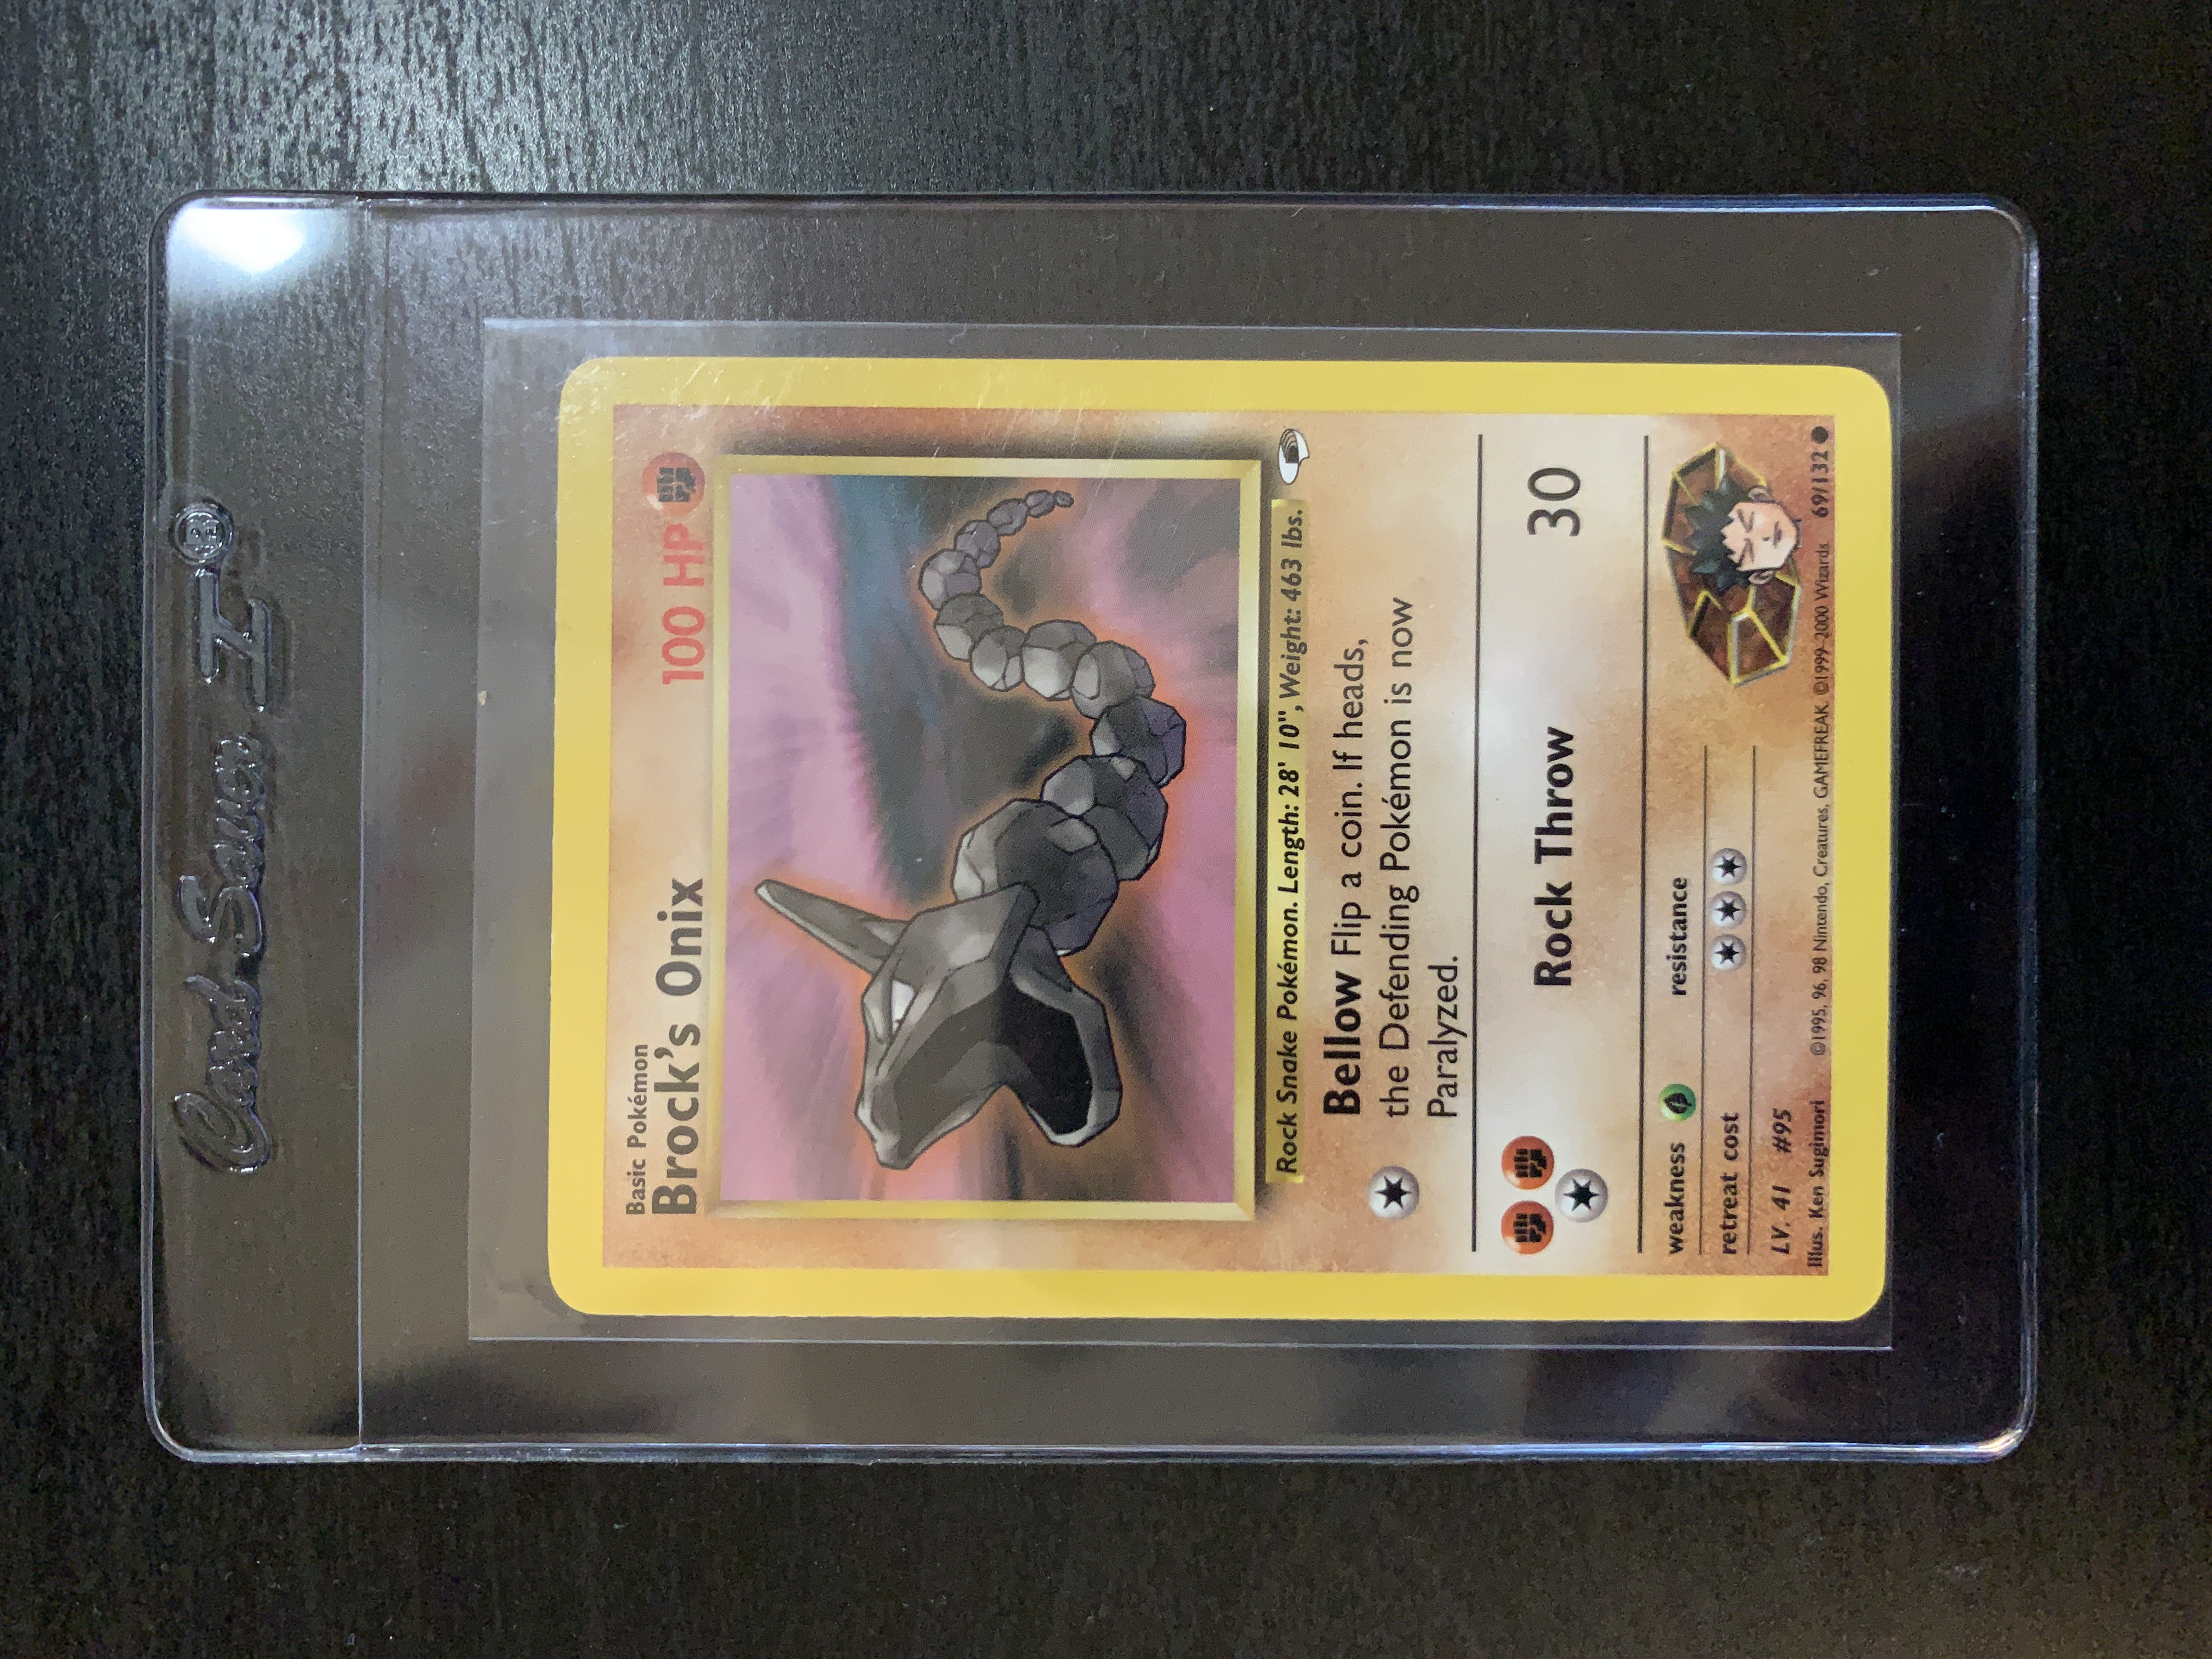 Card Saver I®
Basic Pokémon
Brock's Onix
100 HP
Rock Snake Pokémon. Length: 28' 10", Weight: 463 lbs.
Bellow Flip a coin. If heads,
the Defending Pokémon is now
Paralyzed.
Rock Throw 30
weakness resistance
retreat cost
LV. 41 #95
Illus. Ken Sugimori ©1995, 96, 98 Nintendo, Creatures, GAMEFREAK. ©1999-2000 Wizards. 69/132